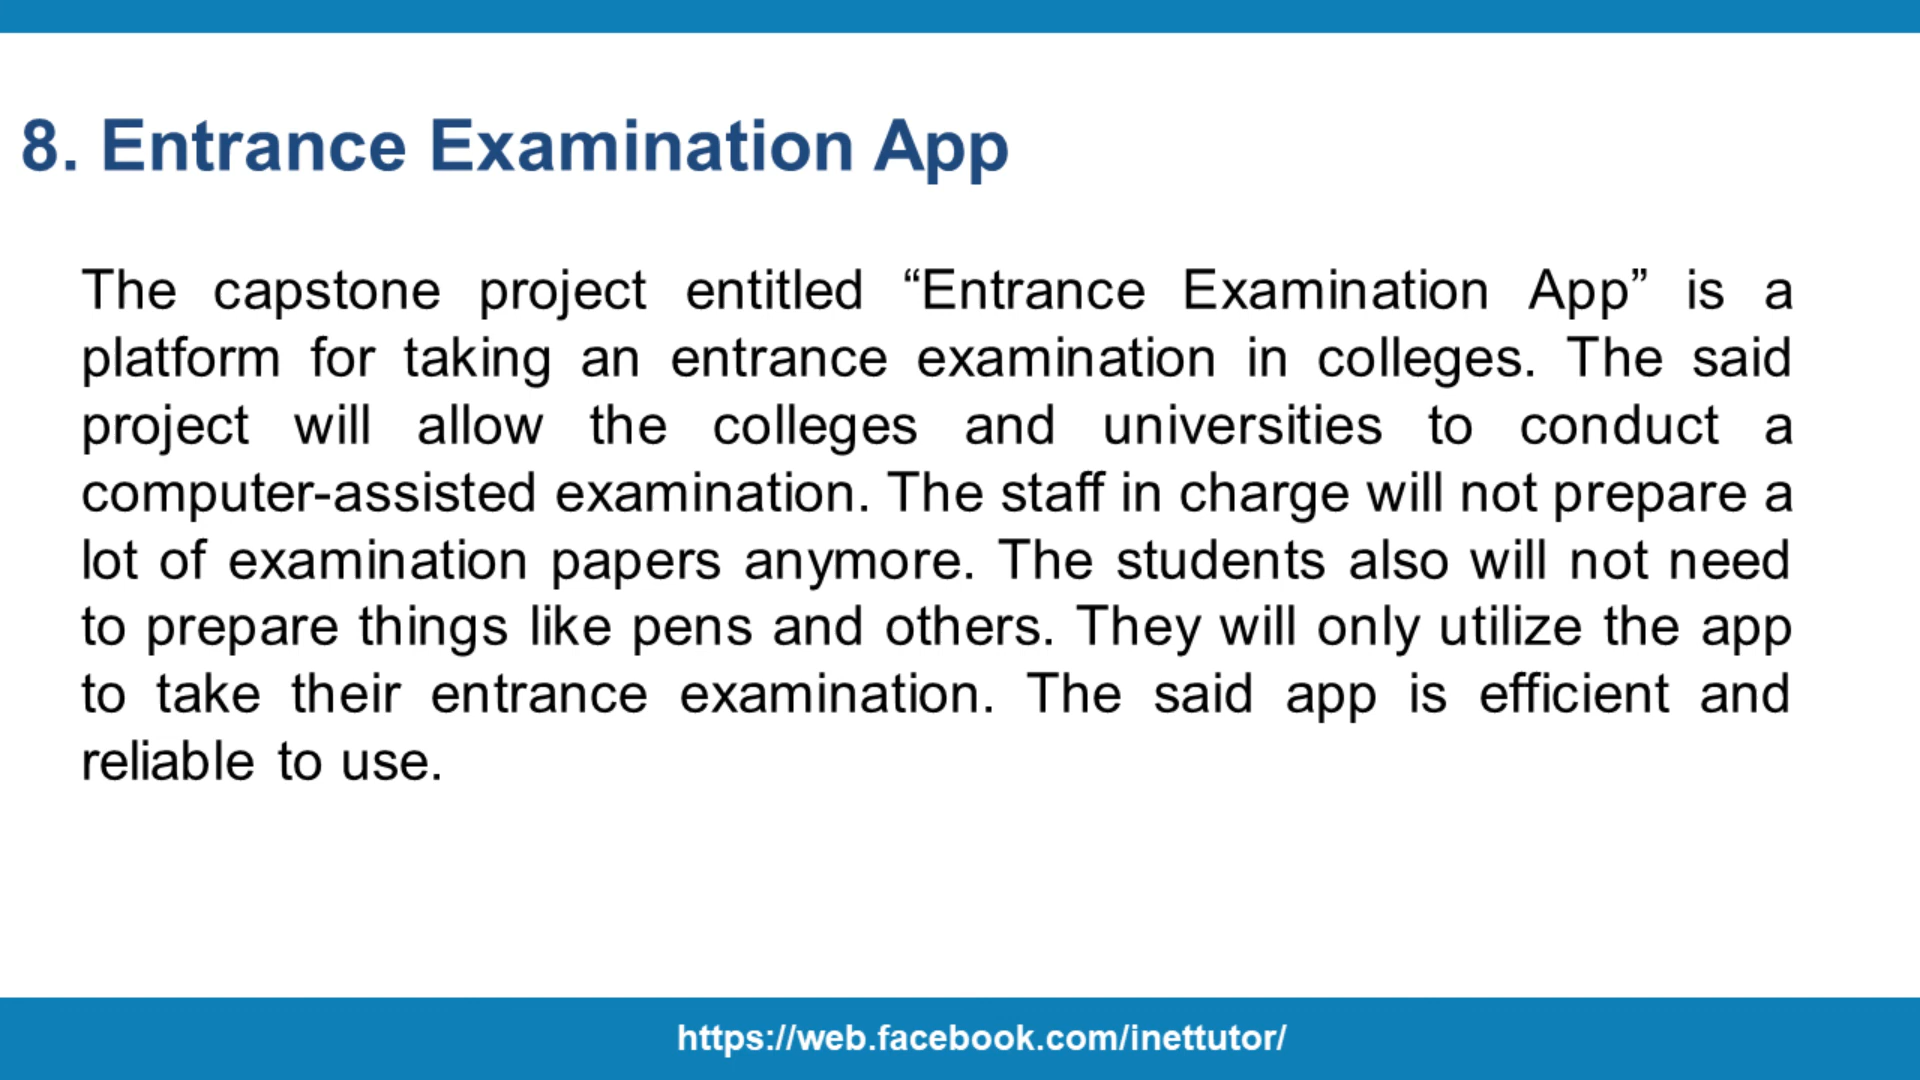 8. Entrance Examination App
The capstone project entitled “Entrance Examination App” is a
platform for taking an entrance examination in colleges. The said
project will allow the colleges and universities to conduct a
computer-assisted examination. The staff in charge will not prepare a
lot of examination papers anymore. The students also will not need
to prepare things like pens and others. They will only utilize the app
to take their entrance examination. The said app is efficient and
reliable to use.
https://web.facebook.com/inettutor/